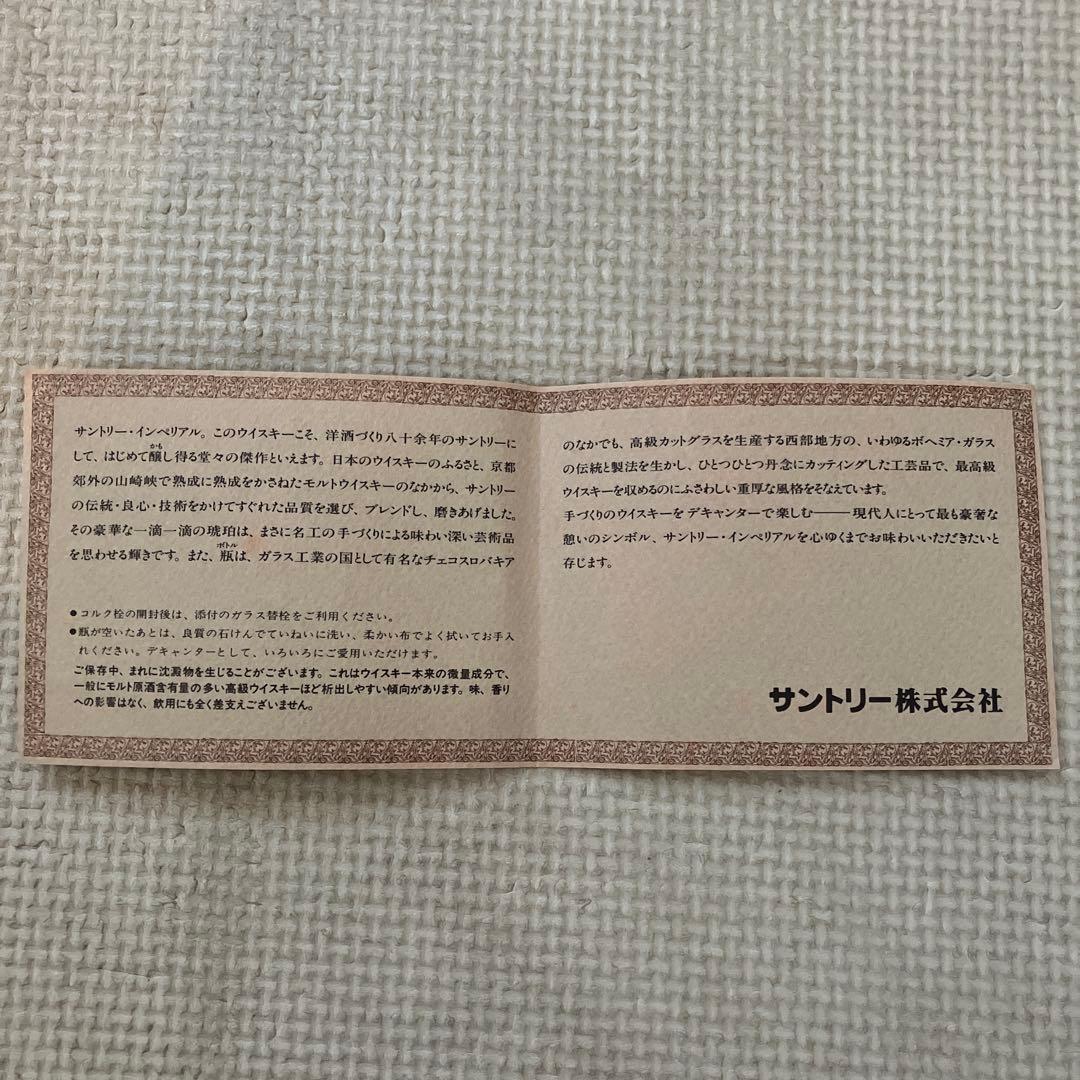 サントリー・インペリアル。このウイスキーこそ、洋酒づくり八十余年のサントリーに
かも
して、はじめて醸し得る堂々の傑作といえます。日本のウイスキーのふるさと、京都
郊外の山崎峡で熟成に熟成をかさねたモルトウイスキーのなかから、サントリー
の伝統・良心・技術をかけてすぐれた品質を選び、ブレンドし、磨きあげました。
その豪華な一滴一滴の琥珀は、まさに名工の手づくりによる味わい深い芸術品
ボトル
を思わせる輝きです。また、瓶は、ガラス工業の国として有名なチェコスロバキア
●コルク栓の開封後は、添付のガラス替栓をご利用ください。
●瓶が空いたあとは、良質の石けんでていねいに洗い、柔かい布でよく拭いてお手入
れください。デキャンターとして、いろいろにご愛用いただけます。
ご保存中、まれに沈澱物を生じることがございます。これはウイスキー本来の微量成分で、
一般にモルト原酒含有量の多い高級ウイスキーほど析出しやすい傾向があります。味、香り
への影響はなく、飲用にも全く差支えございません。
のなかでも、高級カットグラスを生産する西部地方の、いわゆるボヘミア・ガラス
の伝統と製法を生かし、ひとつひとつ丹念にカッティングした工芸品で、最高級
ウイスキーを収めるのにふさわしい重厚な風格をそなえています。
手づくりのウイスキーをデキャンターで楽しむ——現代人にとって最も豪奢な
憩いのシンボル、サントリー・インペリアルを心ゆくまでお味わいいただきたいと
存じます。
サントリー株式会社